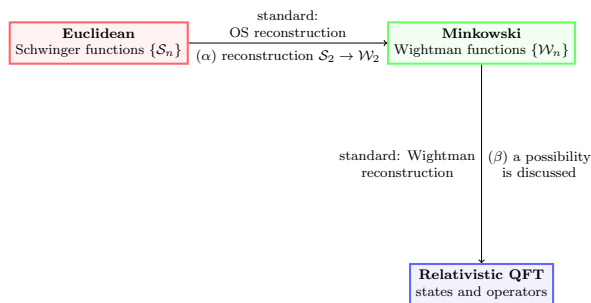 standard:
OS reconstruction
Euclidean
Schwinger functions {𝒮ₙ}
(α) reconstruction 𝒮₂ → 𝒲₂
Minkowski
Wightman functions {𝒲ₙ}
standard: Wightman
reconstruction
(β) a possibility
is discussed
Relativistic QFT
states and operators